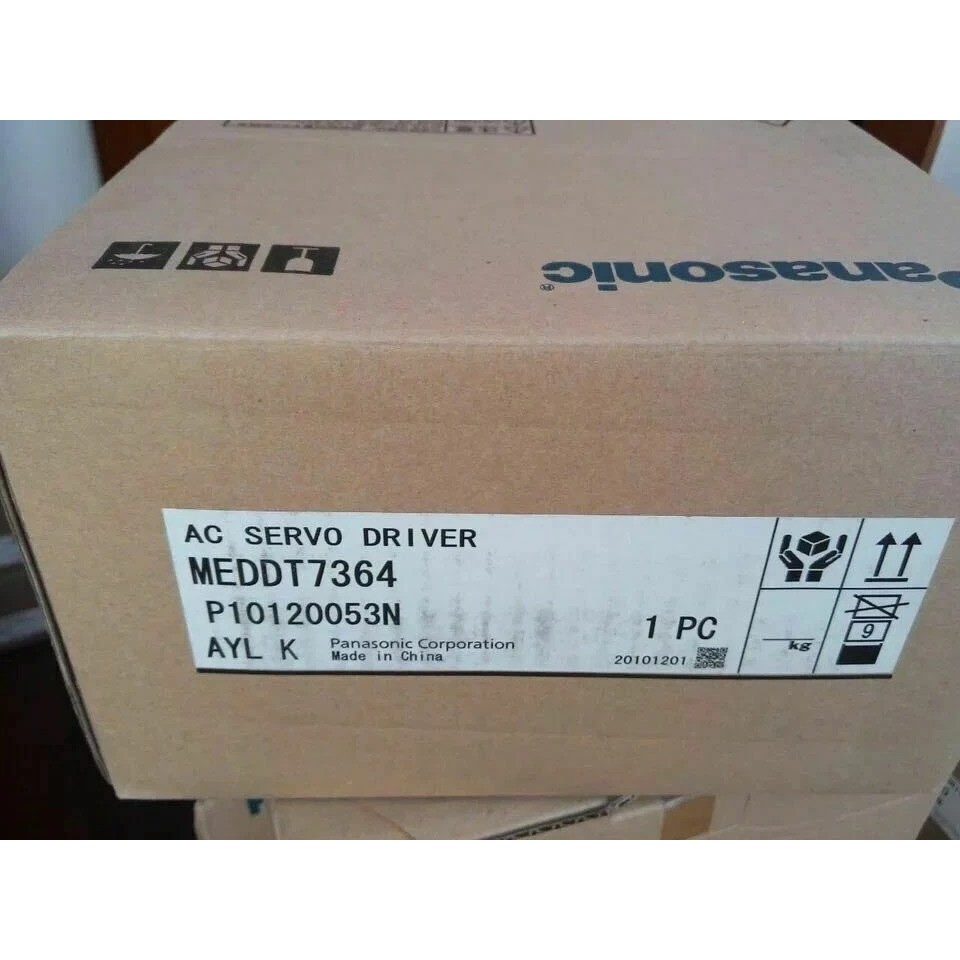 Panasonic®
AC SERVO DRIVER
MEDDT7364
P10120053N
1 PC
AYL K
Panasonic Corporation
Made in China
20101201
kg
9